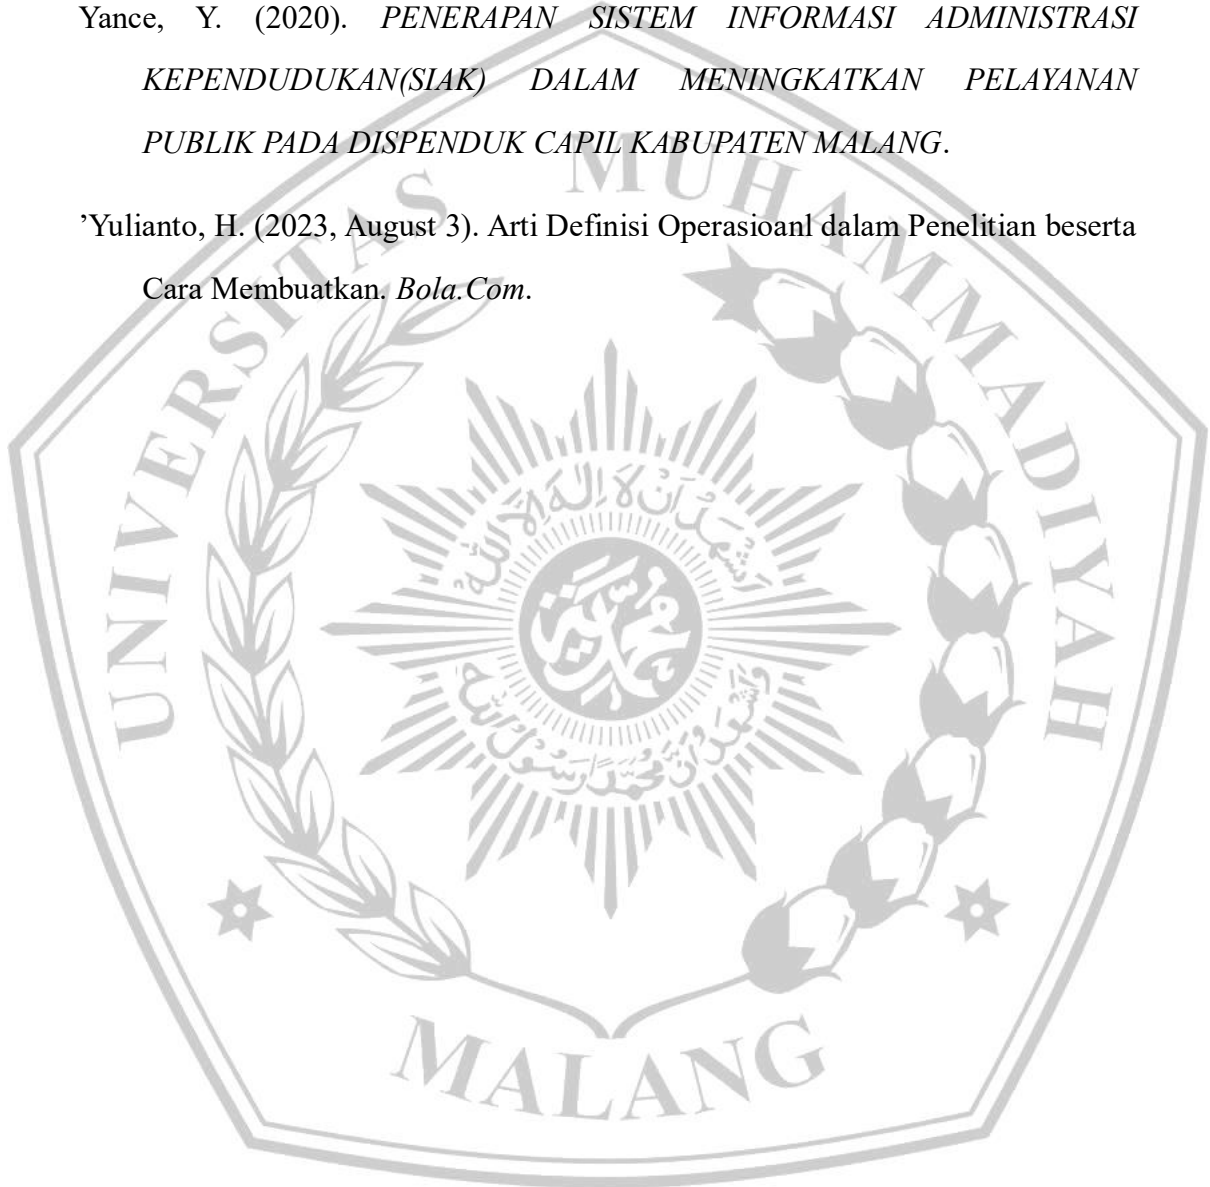 Yance, Y. (2020). PENERAPAN SISTEM INFORMASI ADMINISTRASI
KEPENDUDUKAN(SIAK) DALAM MENINGKATKAN PELAYANAN
PUBLIK PADA DISPENDUK CAPIL KABUPATEN MALANG.
’Yulianto, H. (2023, August 3). Arti Definisi Operasioanl dalam Penelitian beserta
Cara Membuatkan. Bola.Com.
UNIVERSITAS MUHAMMADIYAH
MALANG